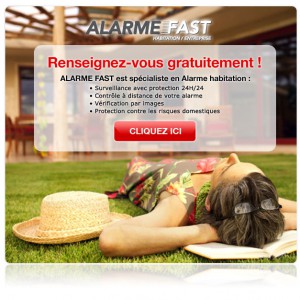 ALARME FAST
HABITATION / ENTREPRISE
Renseignez-vous gratuitement !
ALARME FAST est spécialiste en Alarme habitation :
• Surveillance avec protection 24H/24
• Contrôle à distance de votre alarme
• Vérification par images
• Protection contre les risques domestiques
CLIQUEZ ICI